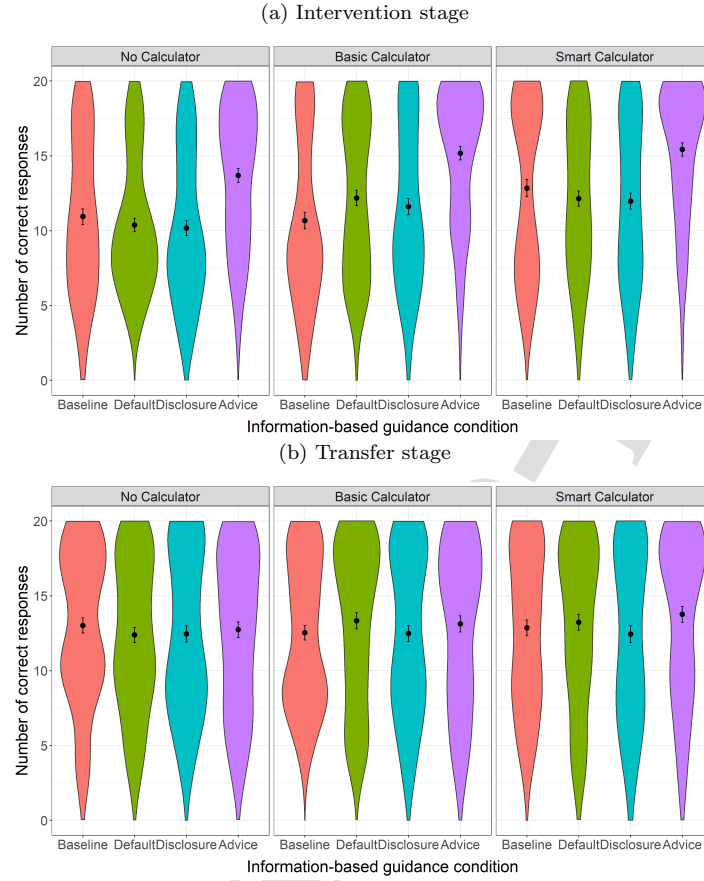 (a) Intervention stage
No Calculator Basic Calculator Smart Calculator
20
15
10
5
0
Number of correct responses
Baseline Default Disclosure Advice Baseline Default Disclosure Advice Baseline Default Disclosure Advice
Information-based guidance condition
(b) Transfer stage
No Calculator Basic Calculator Smart Calculator
20
15
10
5
0
Number of correct responses
Baseline Default Disclosure Advice Baseline Default Disclosure Advice Baseline Default Disclosure Advice
Information-based guidance condition